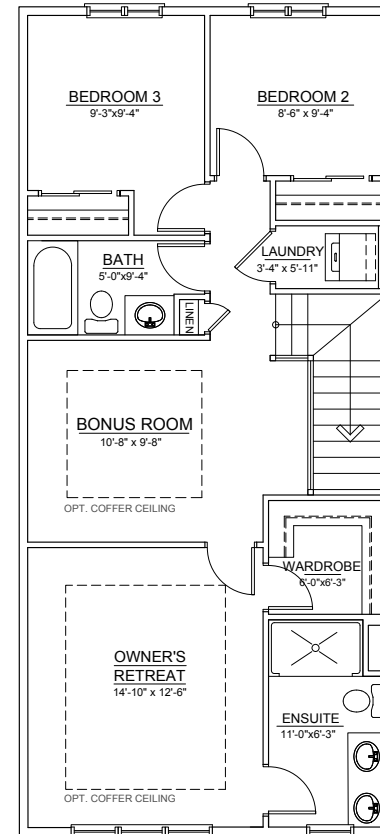 BEDROOM 3
9'-3"x9'-4"
BEDROOM 2
8'-6" x 9'-4"
BATH
5'-0"x9'-4"
LAUNDRY
3'-4" x 5'-11"
LINEN
BONUS ROOM
10'-8" x 9'-8"
OPT. COFFER CEILING
WARDROBE
6'-0"x6'-3"
OWNER'S
RETREAT
14'-10" x 12'-6"
ENSUITE
11'-0"x6'-3"
OPT. COFFER CEILING